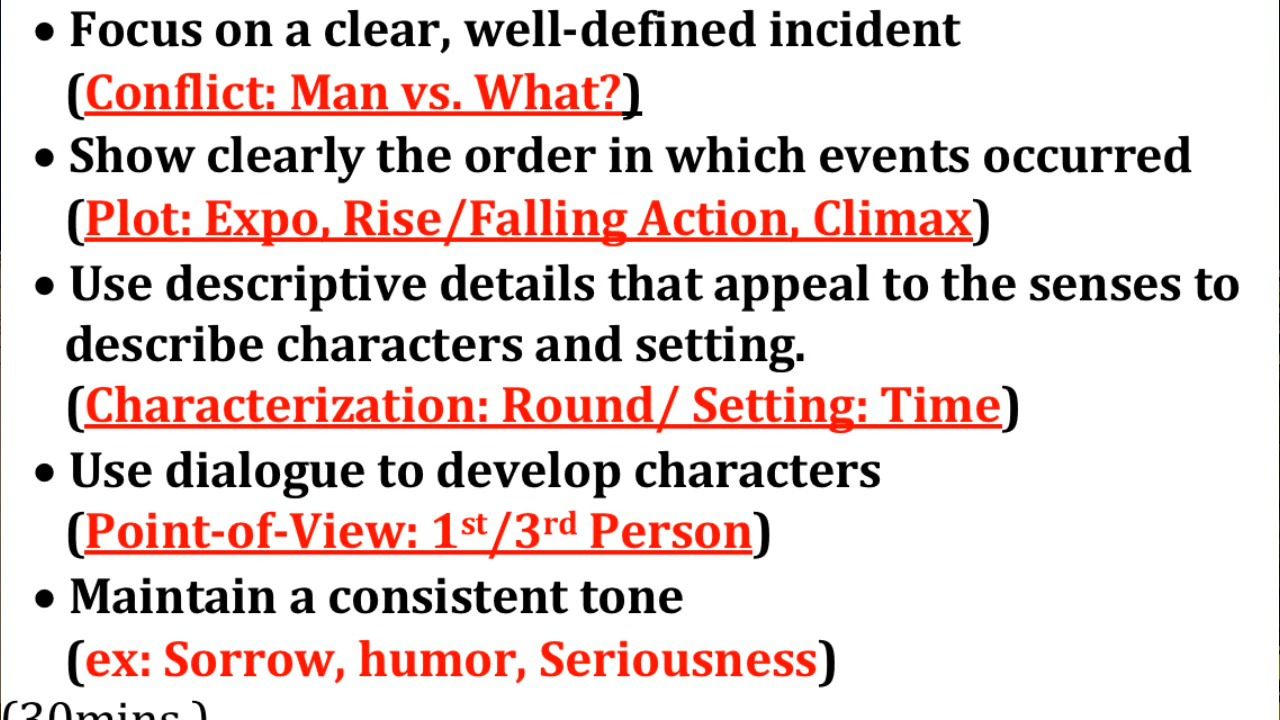 • Focus on a clear, well-defined incident
(Conflict: Man vs. What?)
• Show clearly the order in which events occurred
(Plot: Expo, Rise/Falling Action, Climax)
• Use descriptive details that appeal to the senses to
describe characters and setting.
(Characterization: Round/ Setting: Time)
• Use dialogue to develop characters
(Point-of-View: 1st/3rd Person)
• Maintain a consistent tone
(ex: Sorrow, humor, Seriousness)
(30mins.)